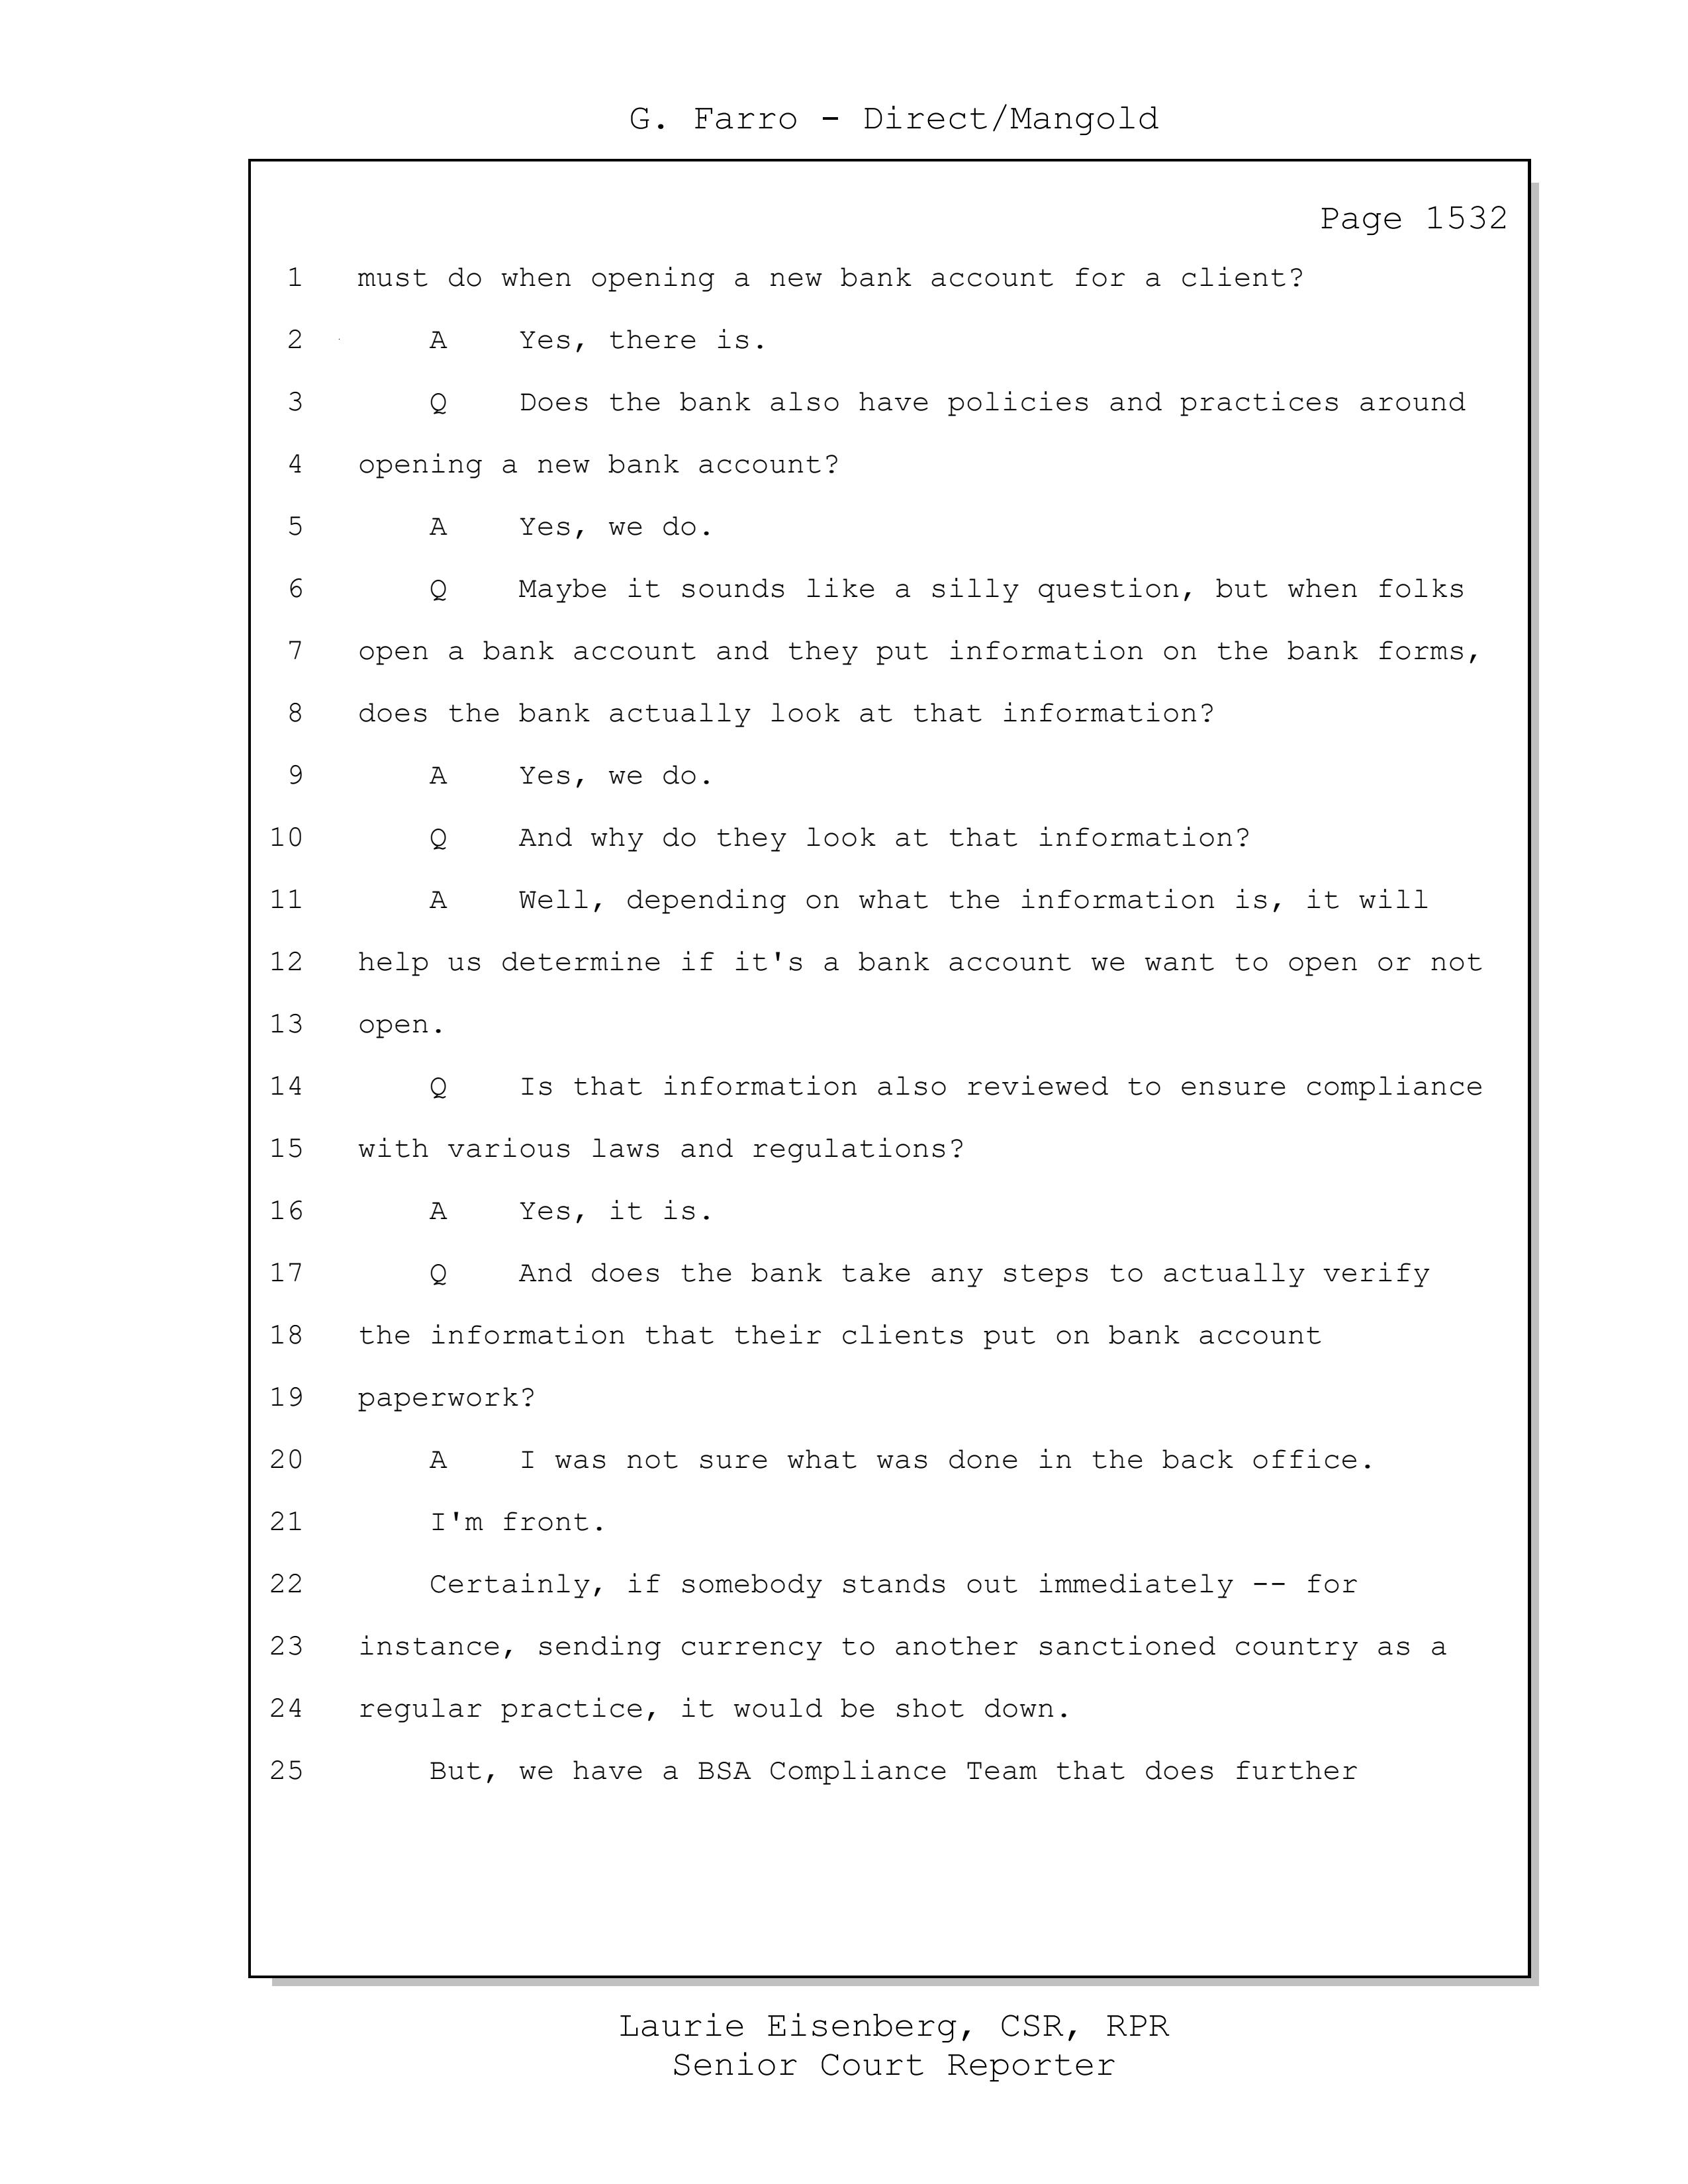 G. Farro - Direct/Mangold
Page 1532
1 must do when opening a new bank account for a client?
2 A Yes, there is.
3 Q Does the bank also have policies and practices around
4 opening a new bank account?
5 A Yes, we do.
6 Q Maybe it sounds like a silly question, but when folks
7 open a bank account and they put information on the bank forms,
8 does the bank actually look at that information?
9 A Yes, we do.
10 Q And why do they look at that information?
11 A Well, depending on what the information is, it will
12 help us determine if it's a bank account we want to open or not
13 open.
14 Q Is that information also reviewed to ensure compliance
15 with various laws and regulations?
16 A Yes, it is.
17 Q And does the bank take any steps to actually verify
18 the information that their clients put on bank account
19 paperwork?
20 A I was not sure what was done in the back office.
21 I'm front.
22 Certainly, if somebody stands out immediately -- for
23 instance, sending currency to another sanctioned country as a
24 regular practice, it would be shot down.
25 But, we have a BSA Compliance Team that does further
Laurie Eisenberg, CSR, RPR
Senior Court Reporter